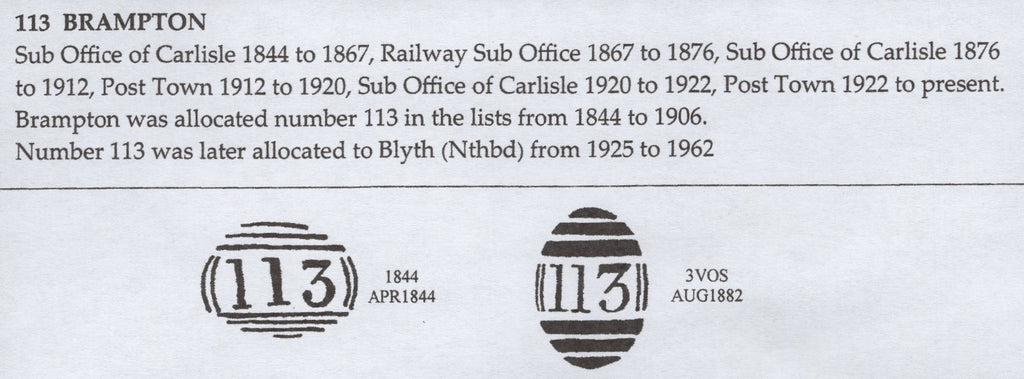 113 BRAMPTON
Sub Office of Carlisle 1844 to 1867, Railway Sub Office 1867 to 1876, Sub Office of Carlisle 1876
to 1912, Post Town 1912 to 1920, Sub Office of Carlisle 1920 to 1922, Post Town 1922 to present.
Brampton was allocated number 113 in the lists from 1844 to 1906.
Number 113 was later allocated to Blyth (Nthbd) from 1925 to 1962
113
1844
APR1844
113
3VOS
AUG1882